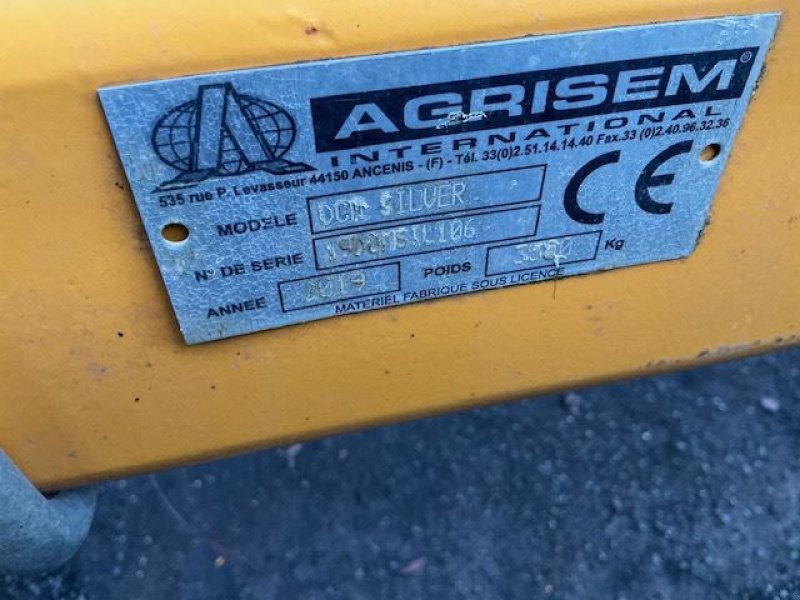 AGRISEM®
INTERNATIONAL
535 rue P. Levasseur 44150 ANCENIS - (F) - Tél. 33(0)2.51.14.14.40 Fax.33 (0)2.40.96.32.36
MODELE DCM SILVER
N° DE SERIE
ANNEE 2019 POIDS Kg
MATERIEL FABRIQUE SOUS LICENCE
CE